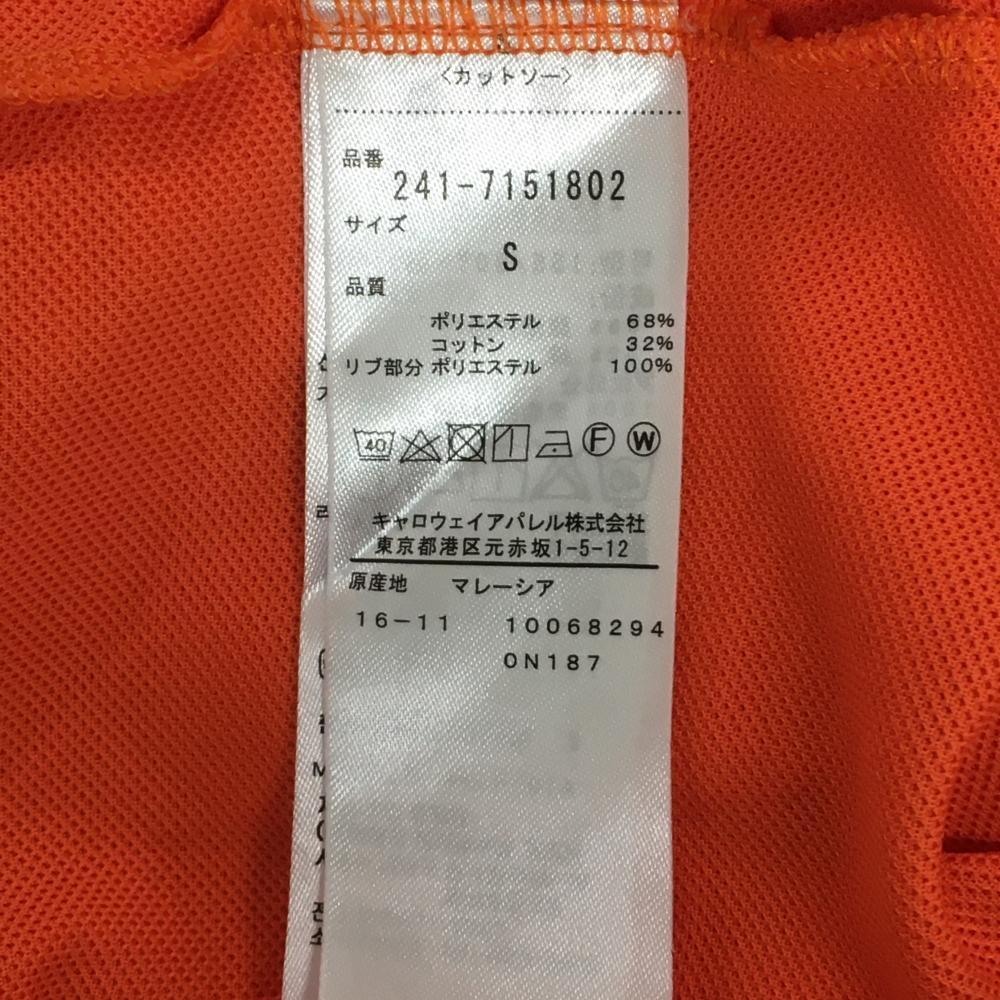 〈カットソー〉
品番
241-7151802
サイズ
S
品質
ポリエステル 68%
コットン 32%
リブ部分 ポリエステル 100%
40
F W
キャロウェイアパレル株式会社
東京都港区元赤坂1-5-12
原産地 マレーシア
16-11 10068294
0N187